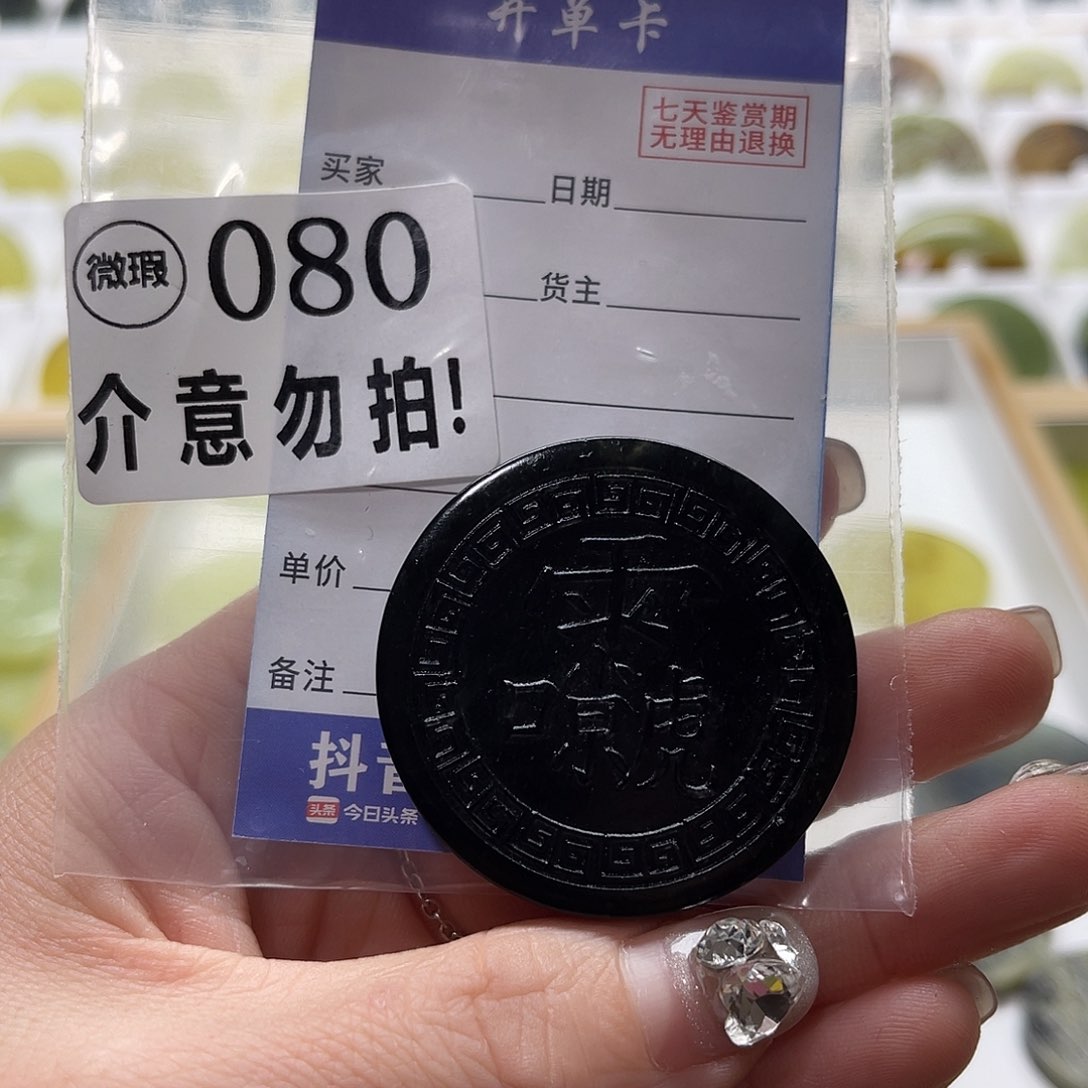 开单卡
七天鉴赏期
无理由退换
买家
日期
微瑕 080
介意勿拍!
货主
单价
备注
抖音
头条 今日头条